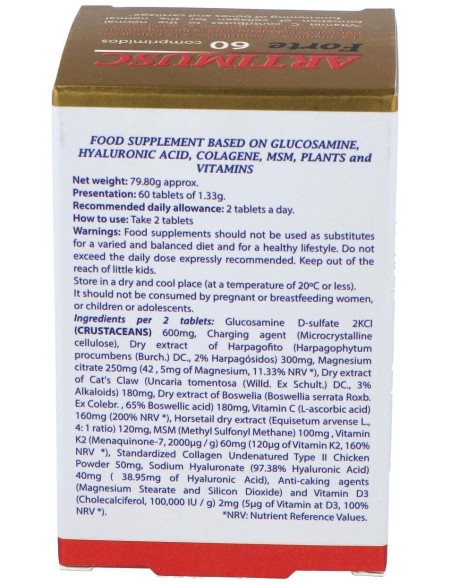 ARTIMUSC
Forte 60 comprimidos
functioning of bones and cartilage
FOOD SUPPLEMENT BASED ON GLUCOSAMINE,
HYALURONIC ACID, COLAGENE, MSM, PLANTS and
VITAMINS
Net weight: 79.80g approx.
Presentation: 60 tablets of 1.33g.
Recommended daily allowance: 2 tablets a day.
How to use: Take 2 tablets
Warnings: Food supplements should not be used as substitutes
for a varied and balanced diet and for a healthy lifestyle. Do not
exceed the daily dose expressly recommended. Keep out of the
reach of little kids.
Store in a dry and cool place (at a temperature of 20ºC or less).
It should not be consumed by pregnant or breastfeeding women,
or children or adolescents.
Ingredients per 2 tablets: Glucosamine D-sulfate 2KCl
(CRUSTACEANS) 600mg, Charging agent (Microcrystalline
cellulose), Dry extract of Harpagofito (Harpagophytum
procumbens (Burch.) DC., 2% Harpagósidos) 300mg, Magnesium
citrate 250mg (42 , 5mg of Magnesium, 11.33% NRV *), Dry extract
of Cat's Claw (Uncaria tomentosa (Willd. Ex Schult.) DC., 3%
Alkaloids) 180mg, Dry extract of Boswelia (Boswellia serrata Roxb.
Ex Colebr. , 65% Boswellic acid) 180mg, Vitamin C (L-ascorbic acid)
160mg (200% NRV *), Horsetail dry extract (Equisetum arvense L.,
4: 1 ratio) 120mg, MSM (Methyl Sulfonyl Methane) 100mg , Vitamin
K2 (Menaquinone-7, 2000µg / g) 60mg (120µg of Vitamin K2, 160%
NRV *), Standardized Collagen Undenatured Type II Chicken
Powder 50mg, Sodium Hyaluronate (97.38% Hyaluronic Acid)
40mg ( 38.95mg of Hyaluronic Acid), Anti-caking agents
(Magnesium Stearate and Silicon Dioxide) and Vitamin D3
(Cholecalciferol, 100,000 IU / g) 2mg (5µg of Vitamin at D3, 100%
NRV *).
*NRV: Nutrient Reference Values.